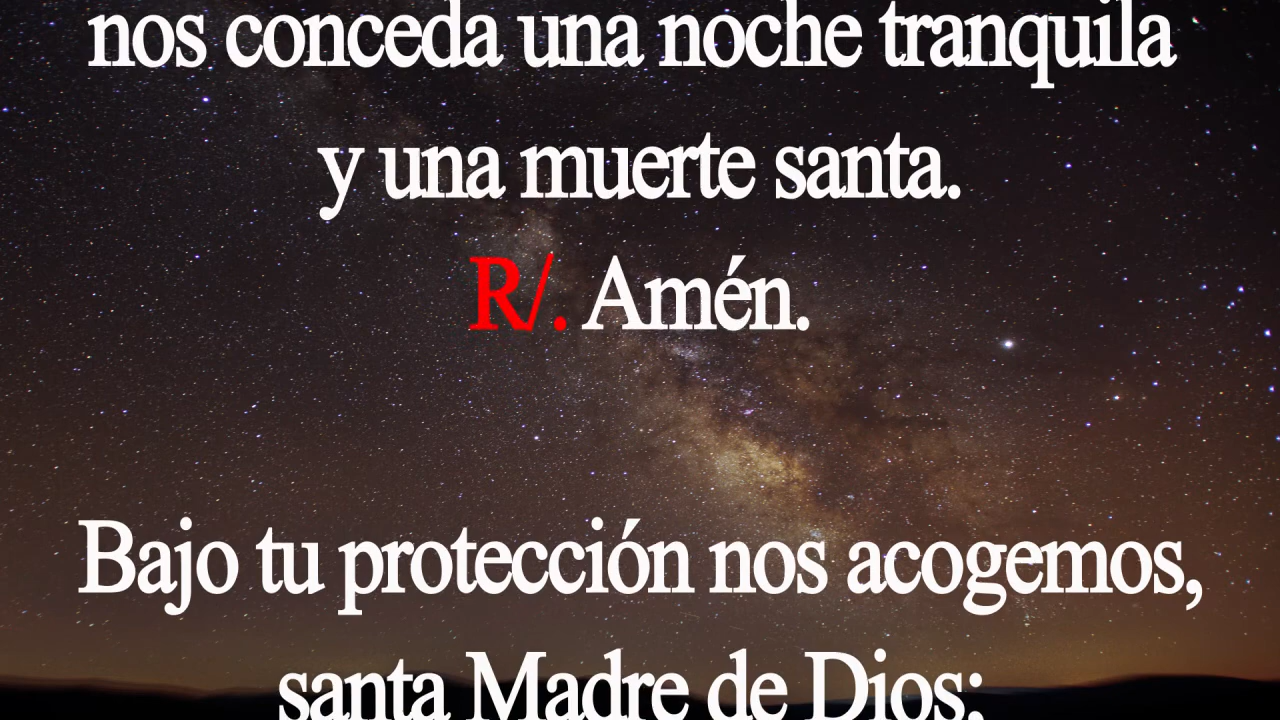 nos conceda una noche tranquila
y una muerte santa.
R/. Amén.
Bajo tu protección nos acogemos,
santa Madre de Dios;